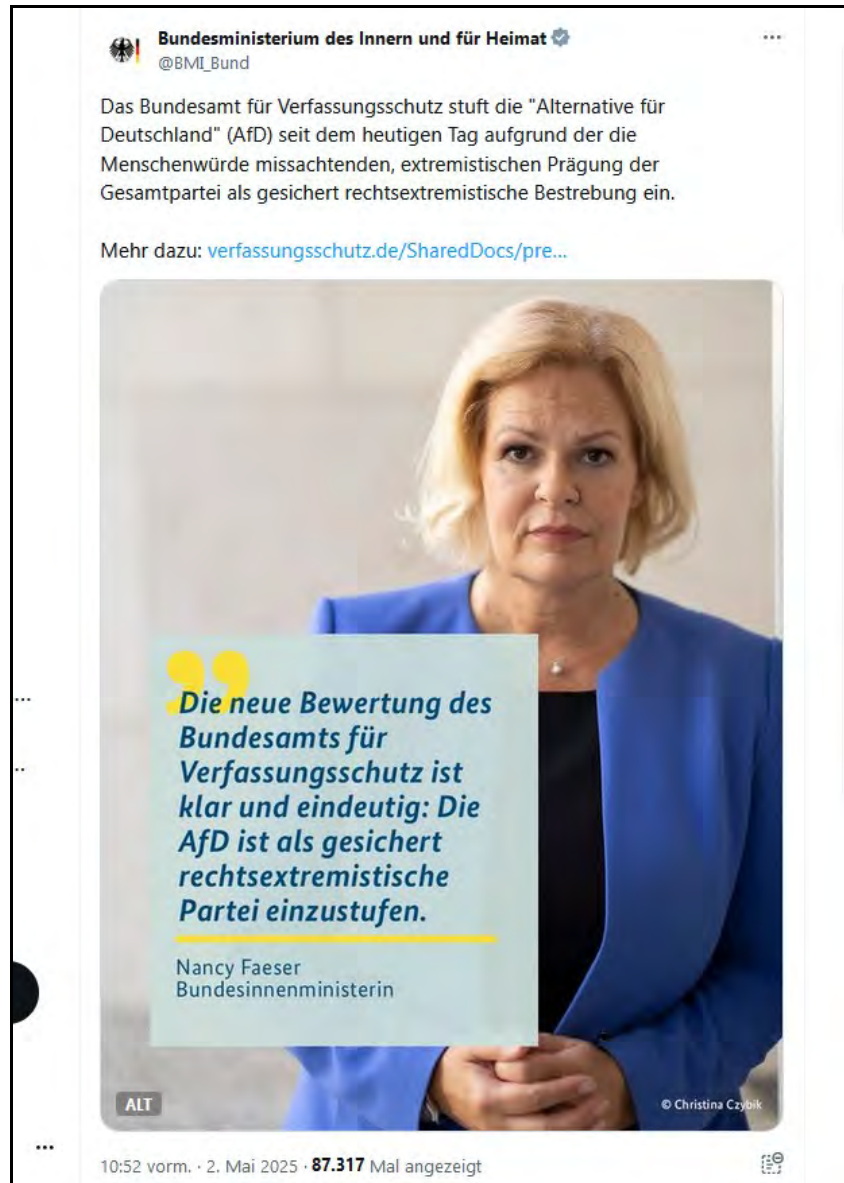 Bundesministerium des Innern und für Heimat
@BMI_Bund
Das Bundesamt für Verfassungsschutz stuft die "Alternative für
Deutschland" (AfD) seit dem heutigen Tag aufgrund der die
Menschenwürde missachtenden, extremistischen Prägung der
Gesamtpartei als gesichert rechtsextremistische Bestrebung ein.
Mehr dazu: verfassungsschutz.de/SharedDocs/pre...
Die neue Bewertung des
Bundesamts für
Verfassungsschutz ist
klar und eindeutig: Die
AfD ist als gesichert
rechtsextremistische
Partei einzustufen.
Nancy Faeser
Bundesinnenministerin
ALT
© Christina Czybik
10:52 vorm. · 2. Mai 2025 · 87.317 Mal angezeigt